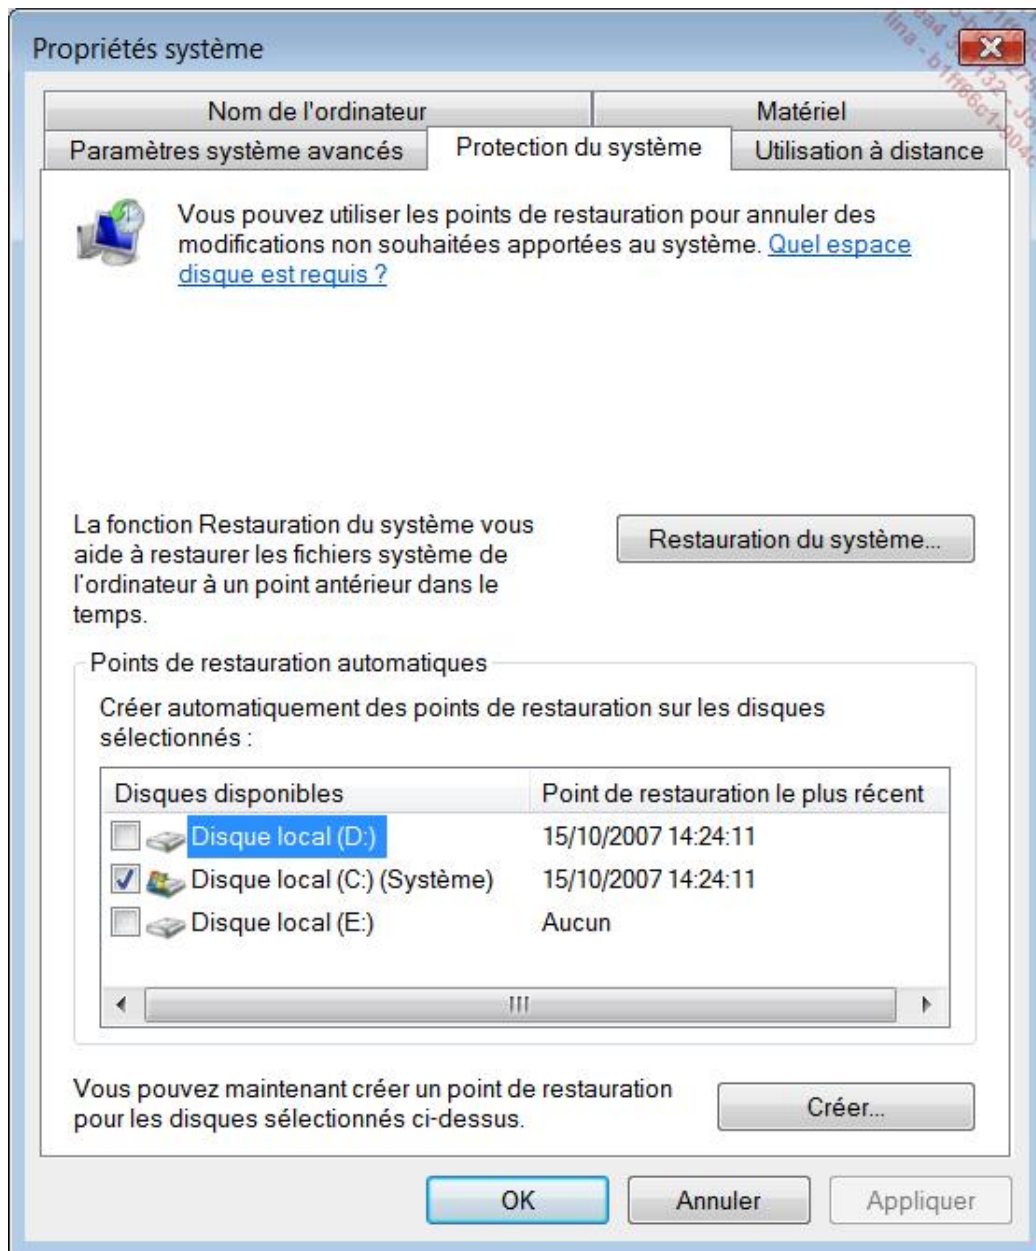 Propriétés système
Nom de l'ordinateur
Matériel
Paramètres système avancés
Protection du système
Utilisation à distance
Vous pouvez utiliser les points de restauration pour annuler des
modifications non souhaitées apportées au système. Quel espace
disque est requis ?
La fonction Restauration du système vous
aide à restaurer les fichiers système de
l'ordinateur à un point antérieur dans le
temps.
Restauration du système...
Points de restauration automatiques
Créer automatiquement des points de restauration sur les disques
sélectionnés :
Disques disponibles
Point de restauration le plus récent
Disque local (D:)
15/10/2007 14:24:11
Disque local (C:) (Système)
15/10/2007 14:24:11
Disque local (E:)
Aucun
Vous pouvez maintenant créer un point de restauration
pour les disques sélectionnés ci-dessus.
Créer...
OK
Annuler
Appliquer